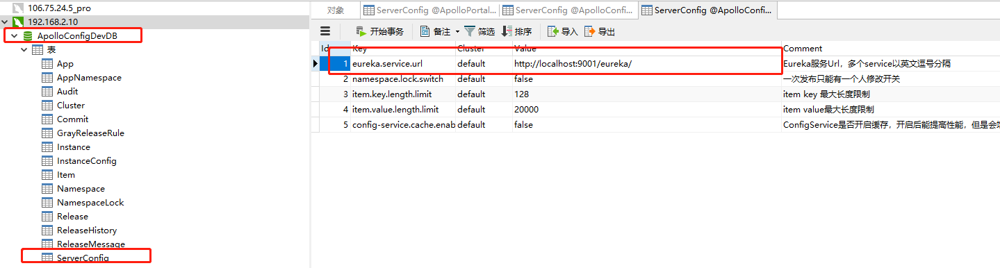 106.75.24.5_pro
192.168.2.10
ApolloConfigDevDB
表
App
AppNamespace
Audit
Cluster
Commit
GrayReleaseRule
Instance
InstanceConfig
Item
Namespace
NamespaceLock
Release
ReleaseHistory
ReleaseMessage
ServerConfig
对象 ServerConfig @ApolloPortal... ServerConfig @ApolloConfi... ServerConfig @ApolloConfi...
开始事务 备注 筛选 排序 导入 导出
Id Key Cluster Value Comment
1 eureka.service.url default http://localhost:9001/eureka/ Eureka服务Url，多个service以英文逗号分隔
2 namespace.lock.switch default false 一次发布只能有一个人修改开关
3 item.key.length.limit default 128 item key 最大长度限制
4 item.value.length.limit default 20000 item value最大长度限制
5 config-service.cache.enab default false ConfigService是否开启缓存，开启后能提高性能，但是会